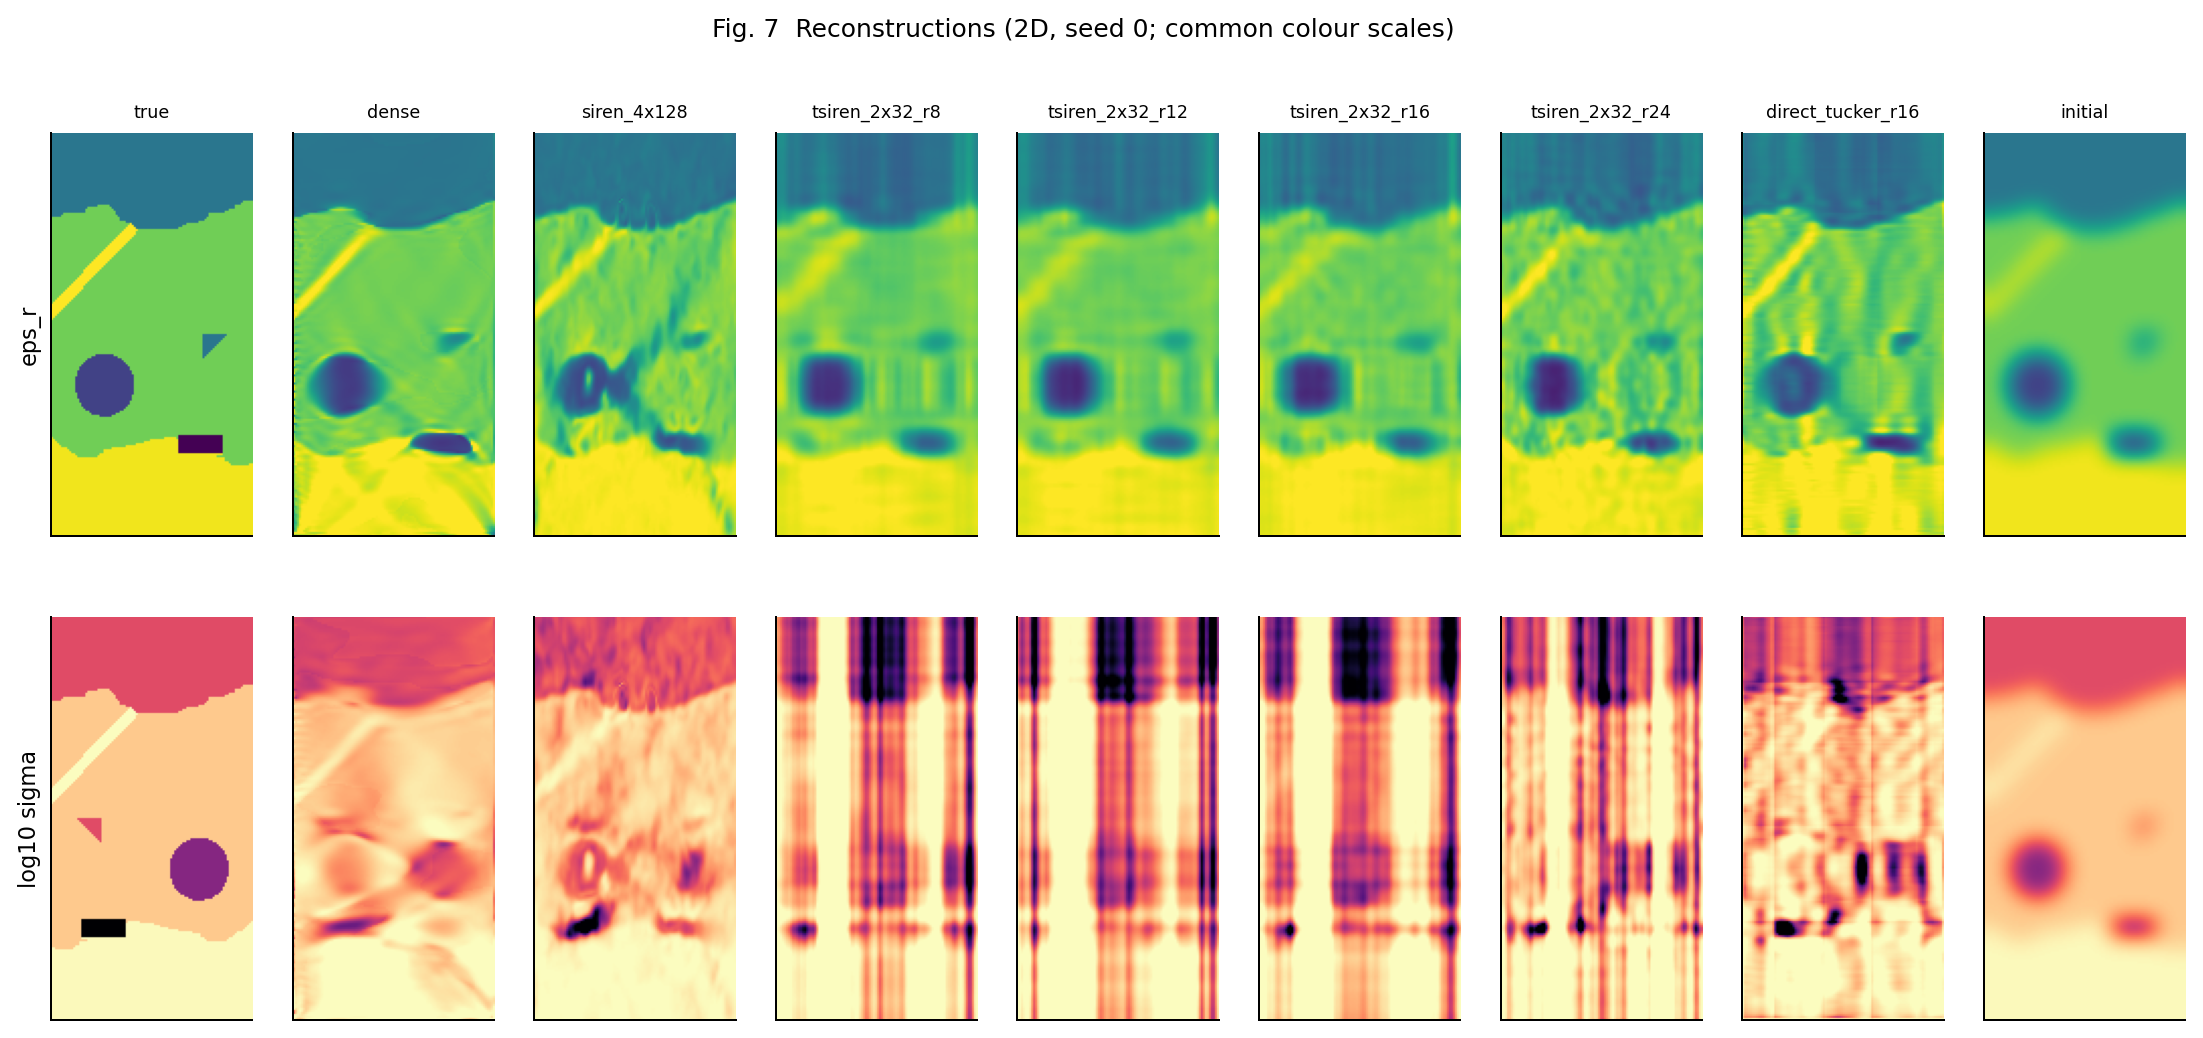 Fig. 7  Reconstructions (2D, seed 0; common colour scales)
true
dense
siren_4x128
tsiren_2x32_r8
tsiren_2x32_r12
tsiren_2x32_r16
tsiren_2x32_r24
direct_tucker_r16
initial
eps_r
log10 sigma